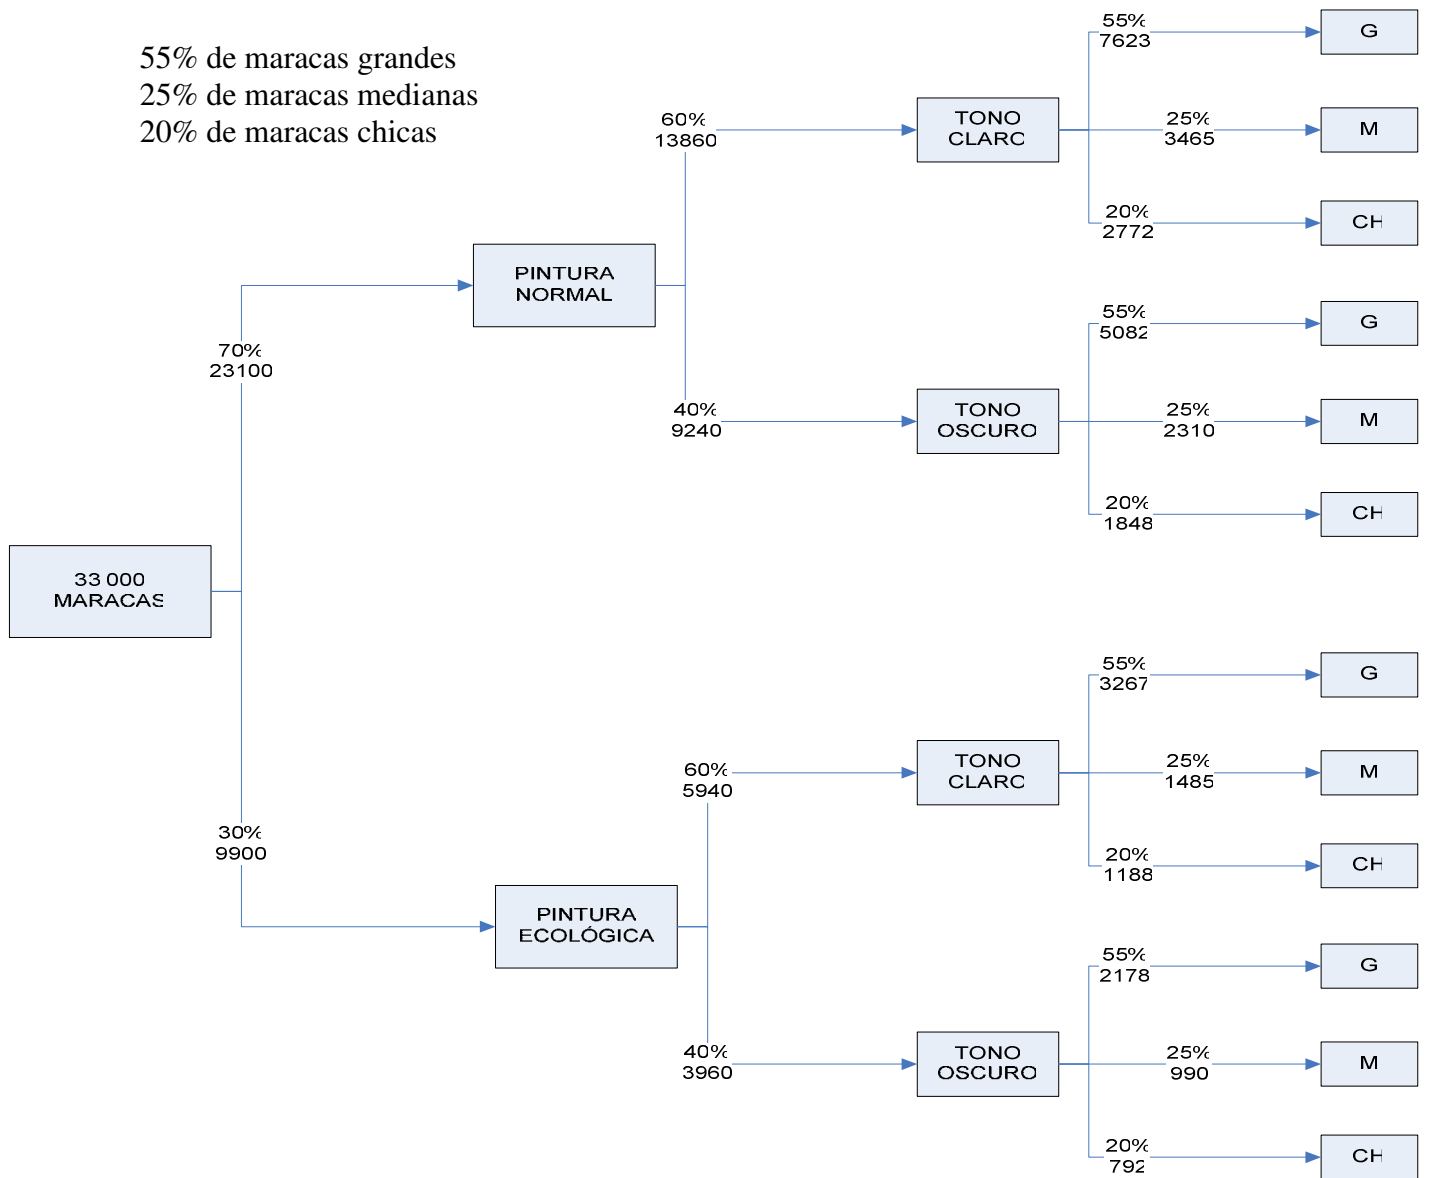 55% de maracas grandes
25% de maracas medianas
20% de maracas chicas
33 000
MARACAS
70%
23100
PINTURA
NORMAL
60%
13860
TONO
CLARO
55%
7623
G
25%
3465
M
20%
2772
CH
40%
9240
TONO
OSCURO
55%
5082
G
25%
2310
M
20%
1848
CH
30%
9900
PINTURA
ECOLÓGICA
60%
5940
TONO
CLARO
55%
3267
G
25%
1485
M
20%
1188
CH
40%
3960
TONO
OSCURO
55%
2178
G
25%
990
M
20%
792
CH